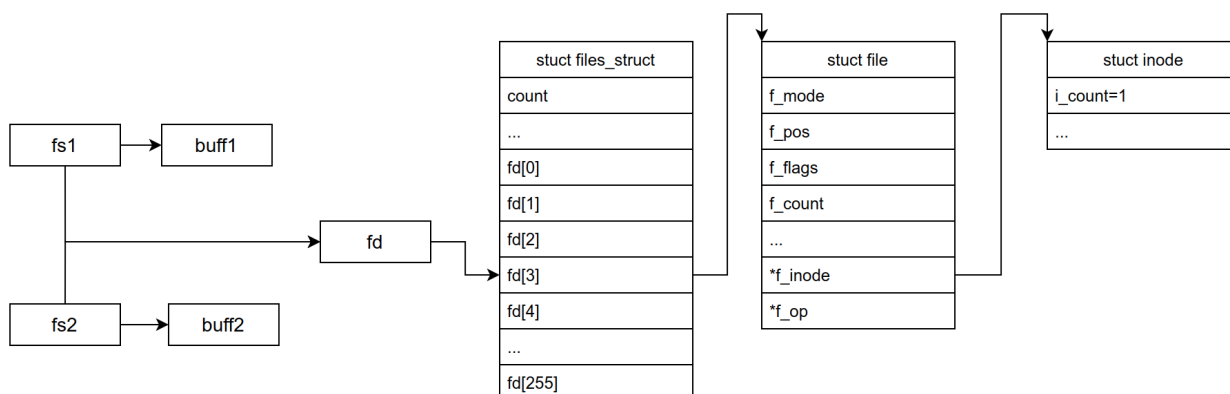 fs1
buff1
fs2
buff2
fd
stuct files_struct
count
...
fd[0]
fd[1]
fd[2]
fd[3]
fd[4]
...
fd[255]
stuct file
f_mode
f_pos
f_flags
f_count
...
*f_inode
*f_op
stuct inode
i_count=1
...